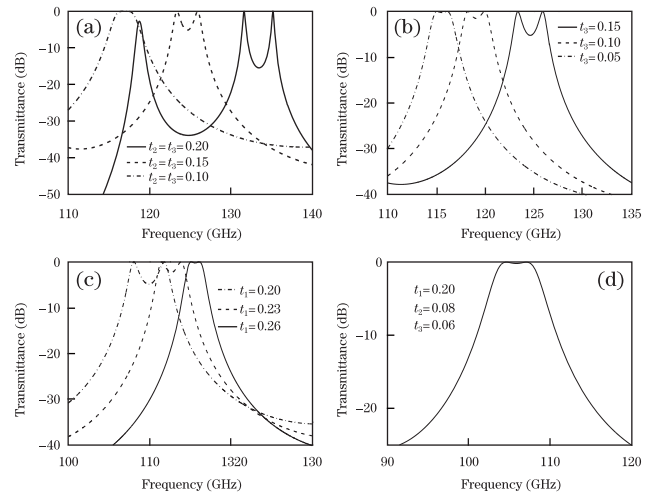 (a)
0
−10
−20
−30
−40
−50
Transmittance (dB)
t2=t3=0.20
t2=t3=0.15
t2=t3=0.10
110 120 130 140
Frequency (GHz)
(b)
0
−10
−20
−30
−40
Transmittance (dB)
t3=0.15
t3=0.10
t3=0.05
110 115 120 125 130 135
Frequency (GHz)
(c)
0
−10
−20
−30
−40
Transmittance (dB)
t1=0.20
t1=0.23
t1=0.26
100 110 1320 130
Frequency (GHz)
(d)
0
−10
−20
Transmittance (dB)
t1=0.20
t2=0.08
t3=0.06
90 100 110 120
Frequency (GHz)